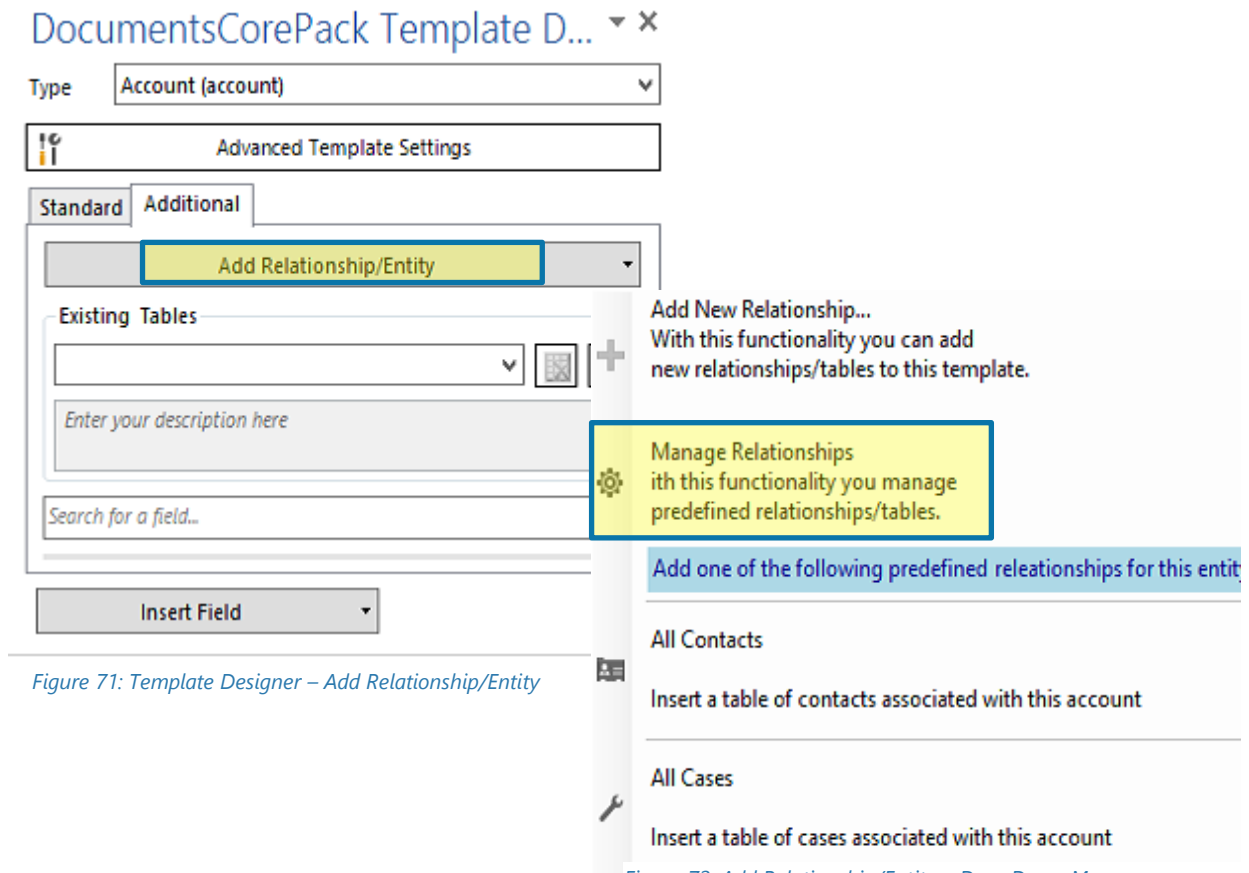 DocumentsCorePack Template D...
Type
Account (account)
Advanced Template Settings
Standard
Additional
Add Relationship/Entity
Existing Tables
Enter your description here
Search for a field...
Insert Field
Figure 71: Template Designer – Add Relationship/Entity
Add New Relationship...
With this functionality you can add
new relationships/tables to this template.
Manage Relationships
ith this functionality you manage
predefined relationships/tables.
Add one of the following predefined releationships for this entity
All Contacts
Insert a table of contacts associated with this account
All Cases
Insert a table of cases associated with this account